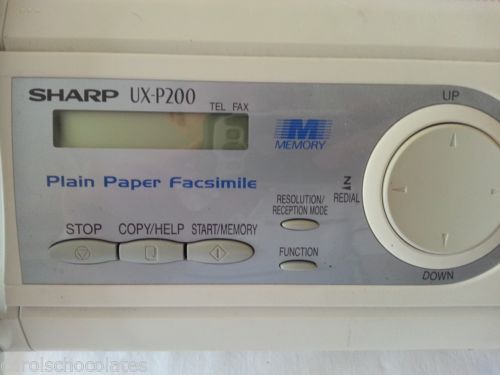 SHARP UX-P200
TEL FAX
M
MEMORY
UP
Plain Paper Facsimile
RESOLUTION/
RECEPTION MODE
REDIAL
STOP COPY/HELP START/MEMORY
FUNCTION
DOWN
carolschocolates